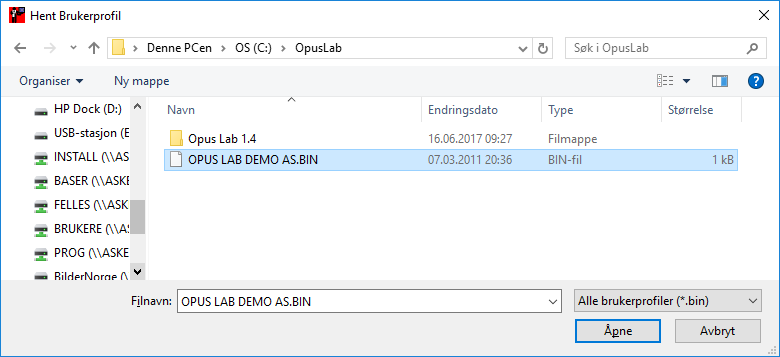 Hent Brukerprofil
Denne PCen OS (C:) OpusLab Søk i OpusLab
Organiser Ny mappe
Navn Endringsdato Type Størrelse
HP Dock (D:)
USB-stasjon (E
INSTALL (\\ASKE
BASER (\\ASKER
FELLES (\\ASKE
BRUKERE (\\ASK
PROG (\\ASKEM
BilderNorge (\\
Opus Lab 1.4 16.06.2017 09:27 Filmappe
OPUS LAB DEMO AS.BIN 07.03.2011 20:36 BIN-fil 1 kB
Filnavn: OPUS LAB DEMO AS.BIN Alle brukerprofiler (*.bin)
Åpne Avbryt